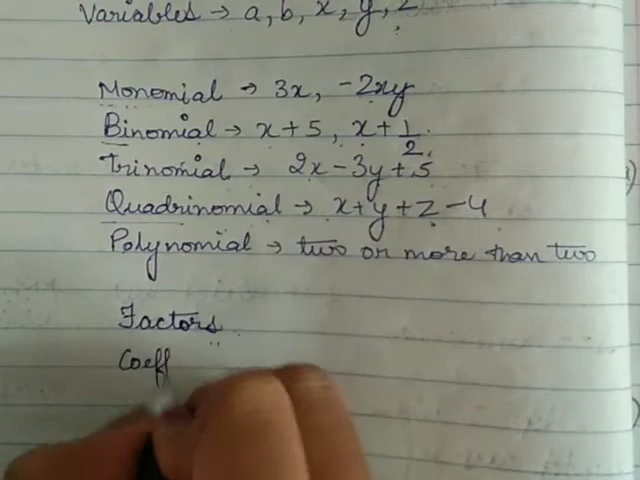 Variables → a, b, x, y, z
Monomial → 3x, -2xy
Binomial → x + 5, x + 1/2.
Trinomial → 2x - 3y + 5
Quadrinomial → x + y + z - 4
Polynomial → two or more than two
Factors
Coeff